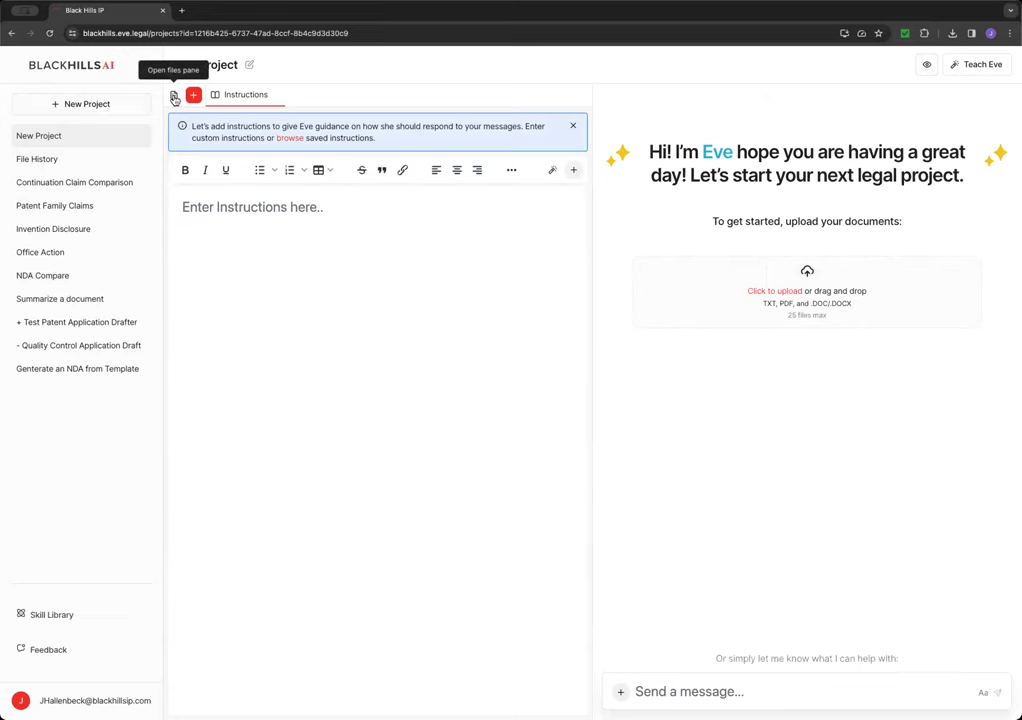 Black Hills IP
blackhills.eve.legal/projects?id=1216b425-6737-47ad-8ccf-8b4c9d3d30c9
J
BLACKHILLS AI
Open files pane
oject
Teach Eve
+ New Project
Instructions
New Project
File History
Continuation Claim Comparison
Patent Family Claims
Invention Disclosure
Office Action
NDA Compare
Summarize a document
+ Test Patent Application Drafter
- Quality Control Application Draft
Genterate an NDA from Template
Skill Library
Feedback
J
JHallenbeck@blackhillsip.com
Let's add instructions to give Eve guidance on how she should respond to your messages. Enter
custom instructions or browse saved instructions.
B I U
Enter Instructions here..
Hi! I'm Eve hope you are having a great
day! Let's start your next legal project.
To get started, upload your documents:
Click to upload or drag and drop
TXT, PDF, and .DOC/.DOCX
25 files max
Or simply let me know what I can help with:
Send a message...
Aa